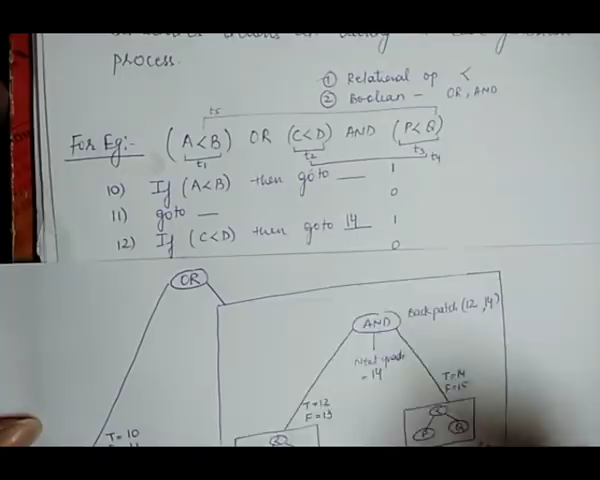 process.
① Relational op <
② Boolean - OR, AND
t5
For Eg:- (A<B) OR (C<D) AND (P<Q)
t1 t2 t3 t4
10) If (A<B) then goto ___ 1
0
11) goto —
12) If (C<D) then goto 14 1
0
OR
AND Backpatch (12, 14)
Next quad
= 14
T=14
F=15
T=12
F=13
<
<
P Q
T=10